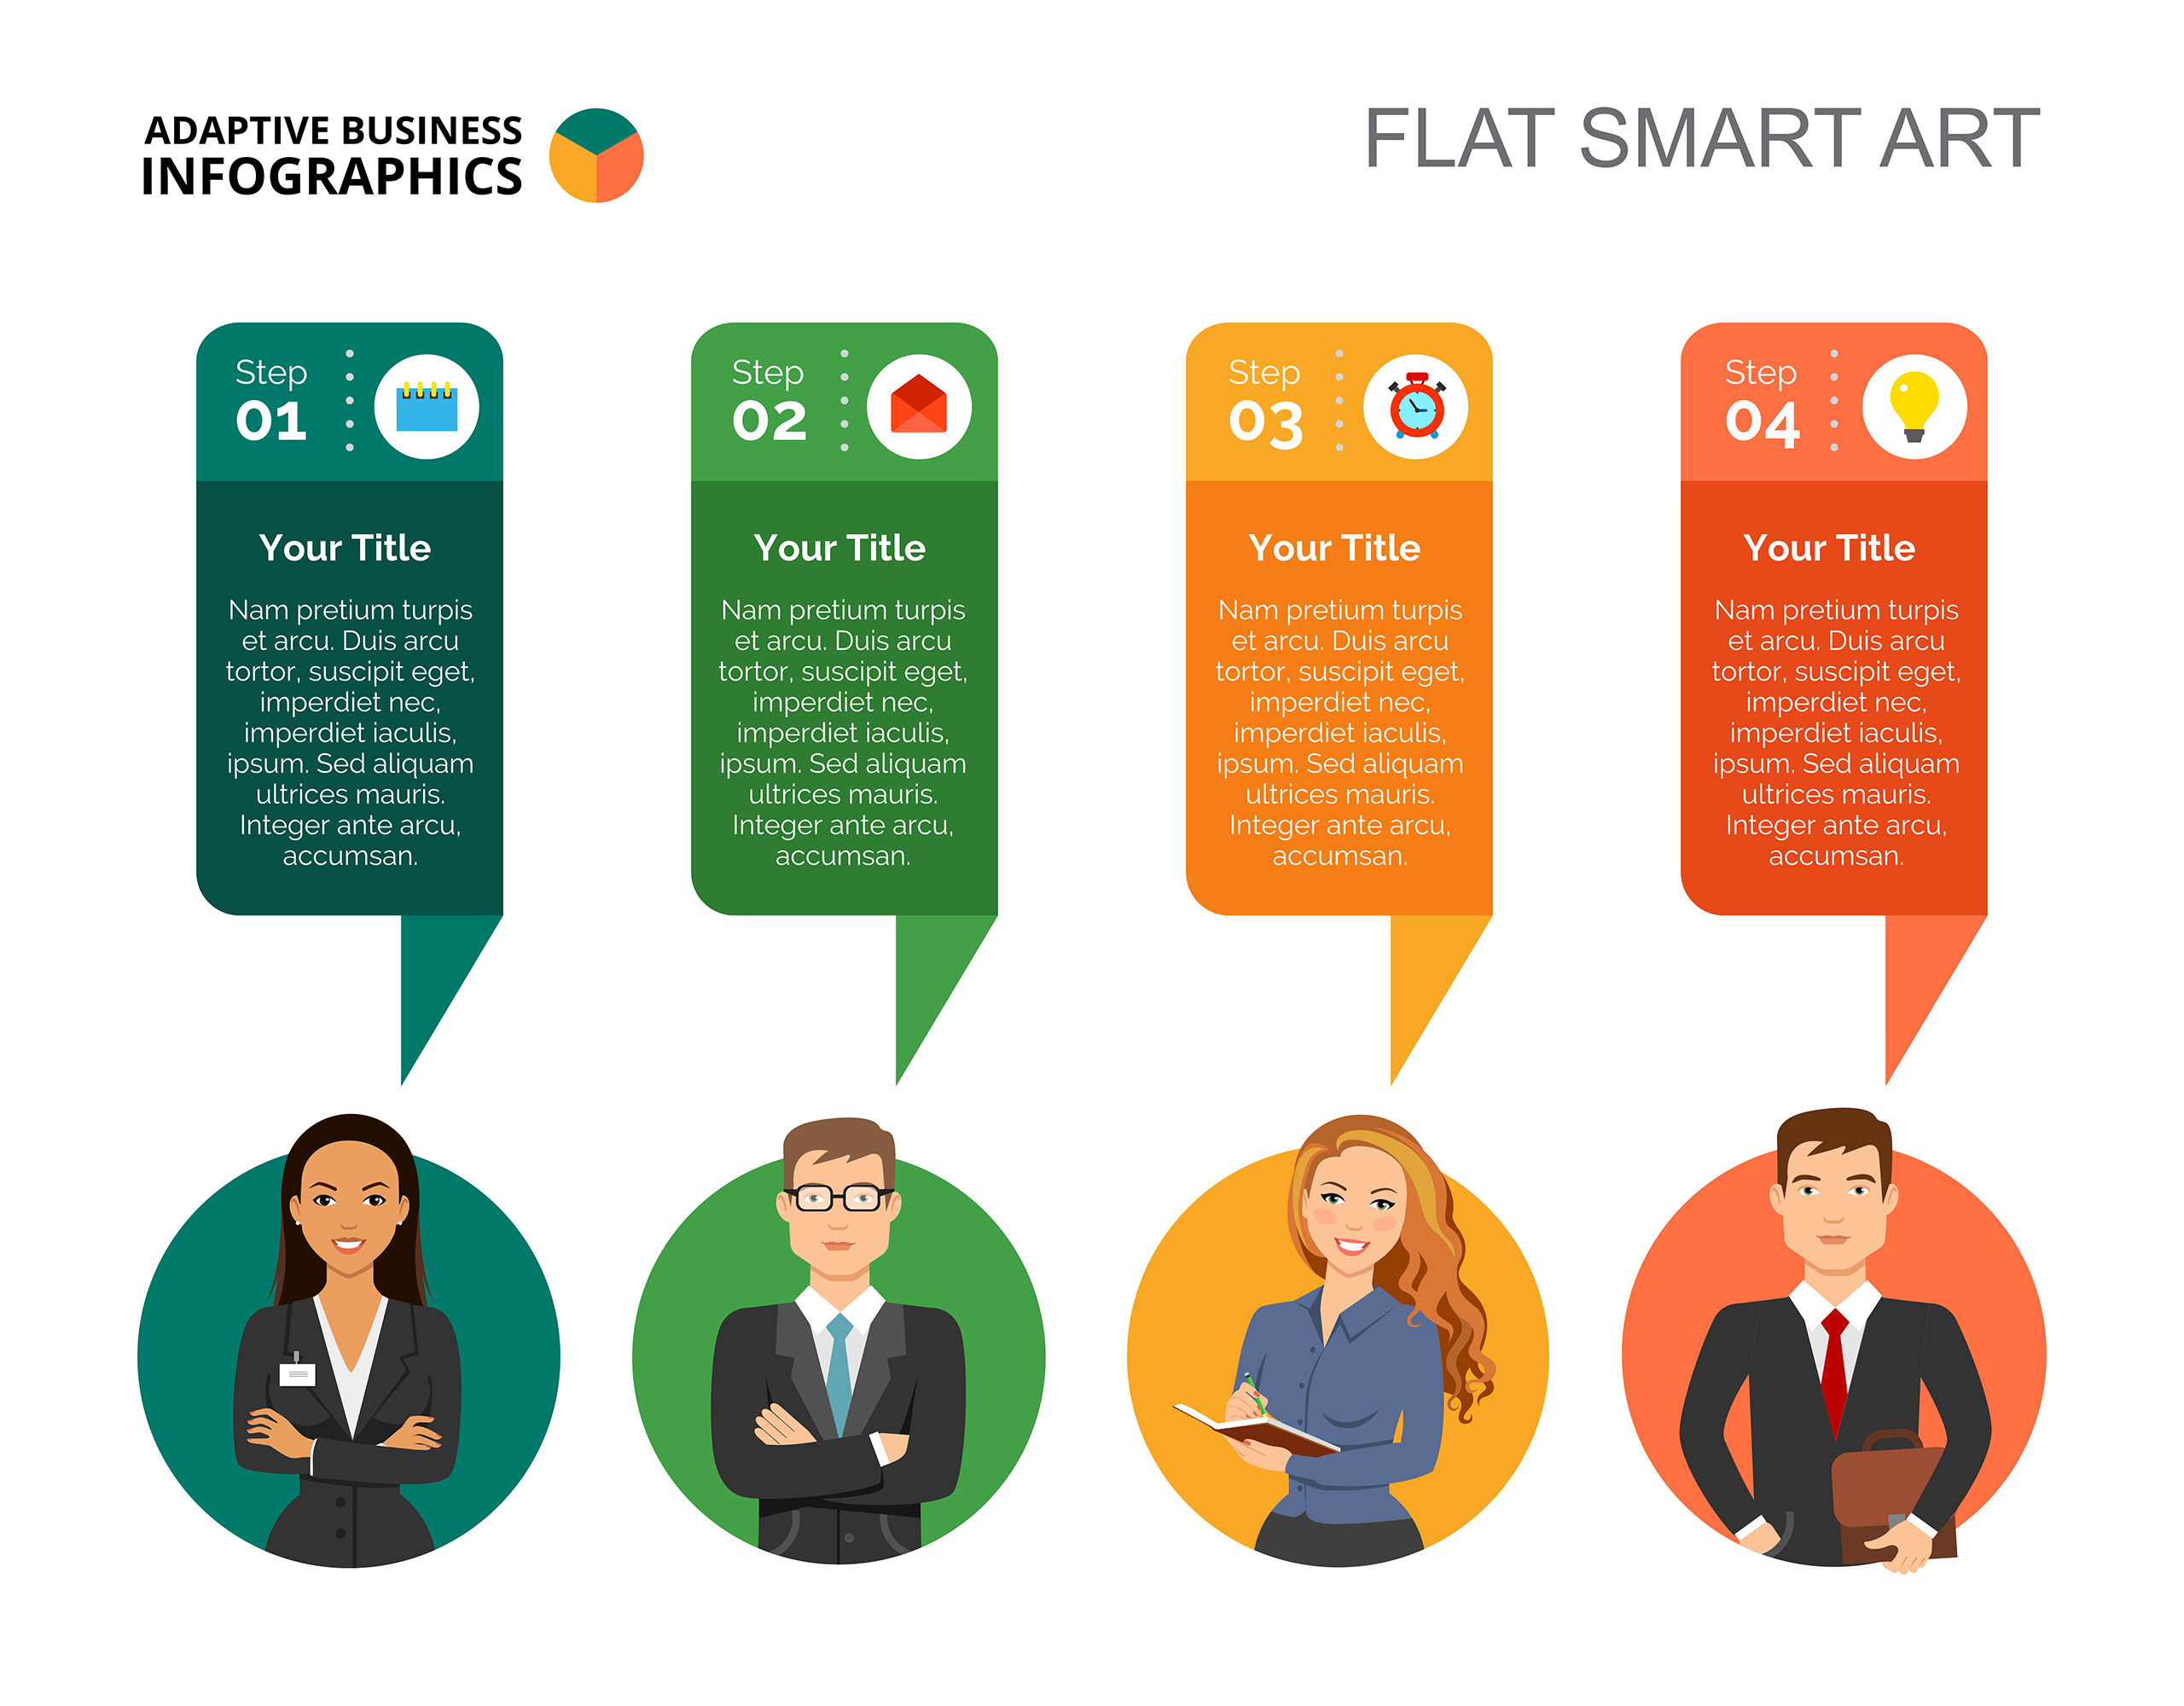 ADAPTIVE BUSINESS
INFOGRAPHICS
FLAT SMART ART
Step
01
Your Title
Nam pretium turpis
et arcu. Duis arcu
tortor, suscipit eget,
imperdiet nec,
imperdiet iaculis,
ipsum. Sed aliquam
ultrices mauris.
Integer ante arcu,
accumsan.
Step
02
Your Title
Nam pretium turpis
et arcu. Duis arcu
tortor, suscipit eget,
imperdiet nec,
imperdiet iaculis,
ipsum. Sed aliquam
ultrices mauris.
Integer ante arcu,
accumsan.
Step
03
Your Title
Nam pretium turpis
et arcu. Duis arcu
tortor, suscipit eget,
imperdiet nec,
imperdiet iaculis,
ipsum. Sed aliquam
ultrices mauris.
Integer ante arcu,
accumsan.
Step
04
Your Title
Nam pretium turpis
et arcu. Duis arcu
tortor, suscipit eget,
imperdiet nec,
imperdiet iaculis,
ipsum. Sed aliquam
ultrices mauris.
Integer ante arcu,
accumsan.